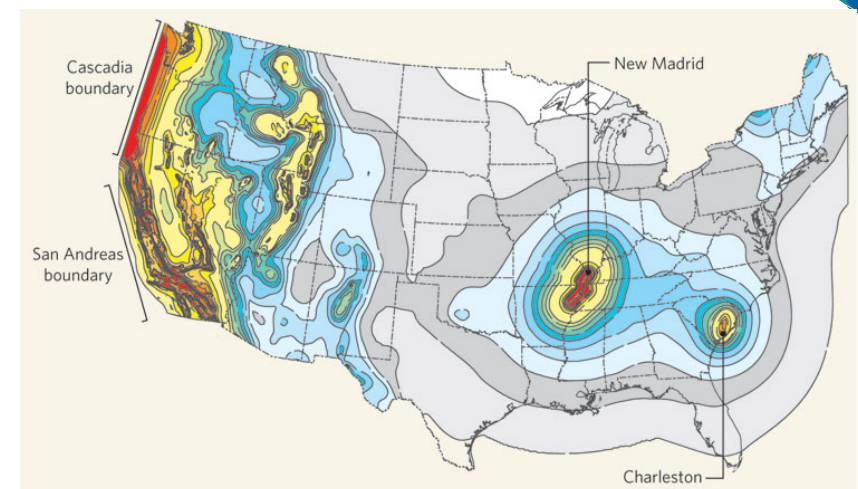 Cascadia
boundary
New Madrid
San Andreas
boundary
Charleston